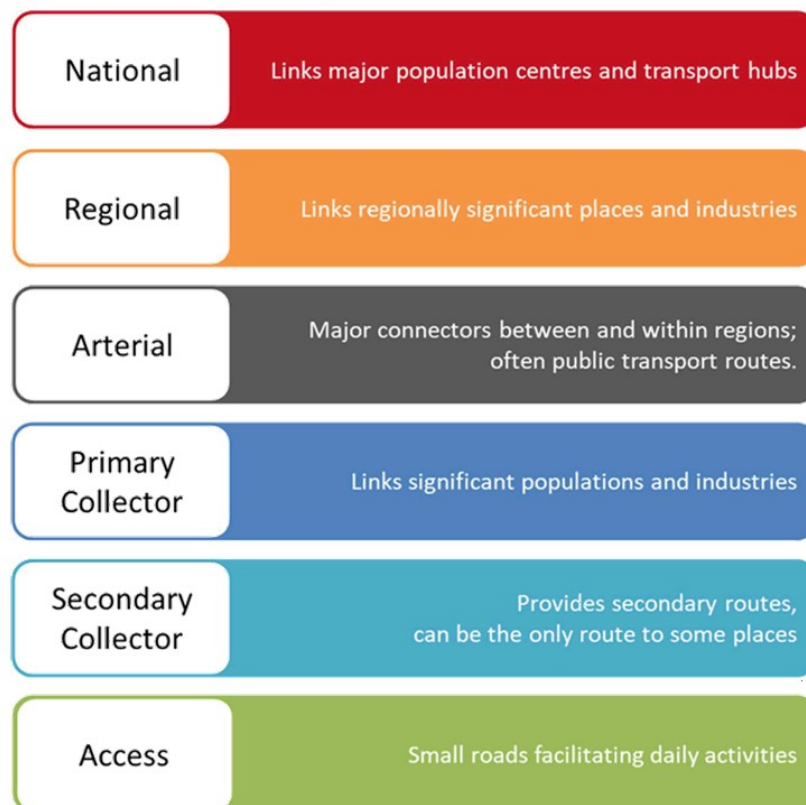 National
Links major population centres and transport hubs
Regional
Links regionally significant places and industries
Arterial
Major connectors between and within regions;
often public transport routes.
Primary
Collector
Links significant populations and industries
Secondary
Collector
Provides secondary routes,
can be the only route to some places
Access
Small roads facilitating daily activities